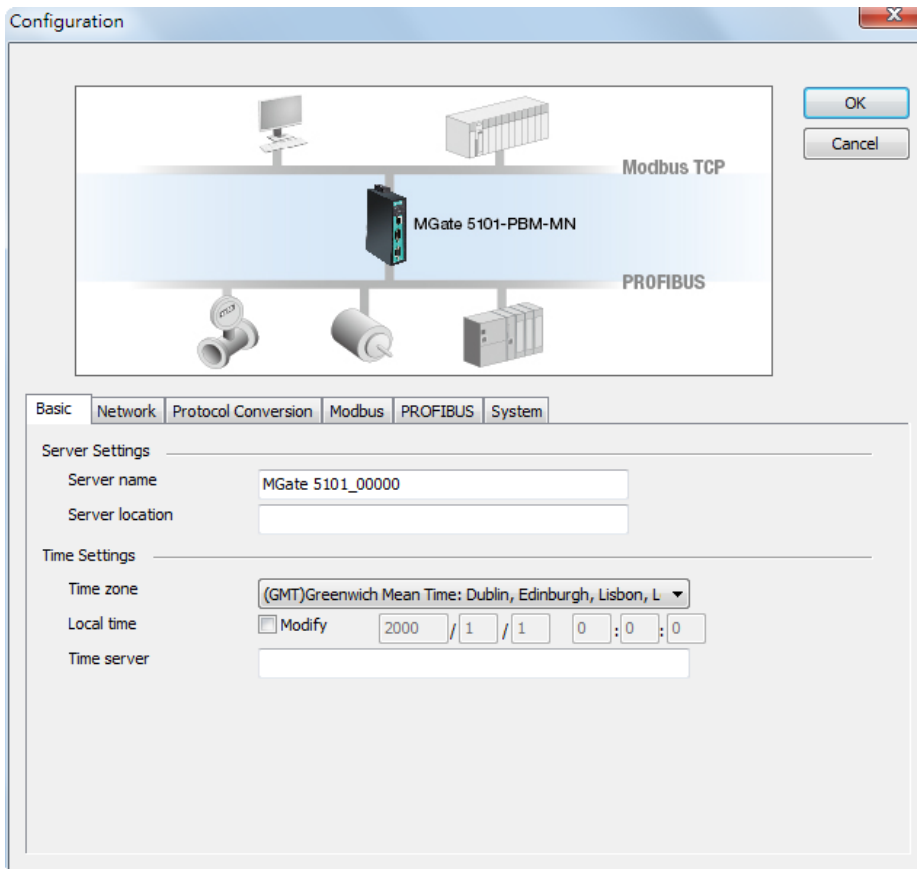 Configuration
OK
Cancel
Modbus TCP
MGate 5101-PBM-MN
PROFIBUS
Basic Network Protocol Conversion Modbus PROFIBUS System
Server Settings
Server name MGate 5101_00000
Server location
Time Settings
Time zone (GMT)Greenwich Mean Time: Dublin, Edinburgh, Lisbon, L
Local time Modify 2000 / 1 / 1 0 : 0 : 0
Time server